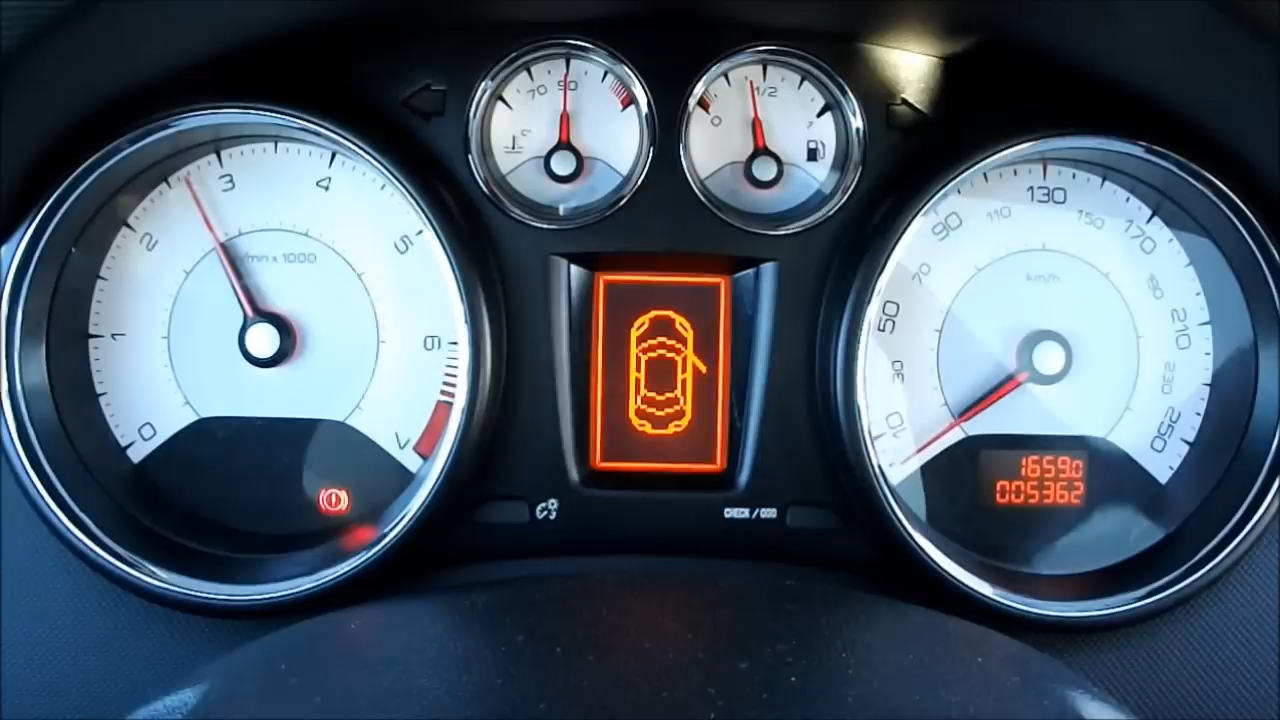 70 90
°C
0 1/2 1
0 1 2 3 4 5 6 7
/min x 1000
10 30 50 70 90 110 130 150 170 190 210 230 250
km/h
1659.0
005362
CHECK / 000